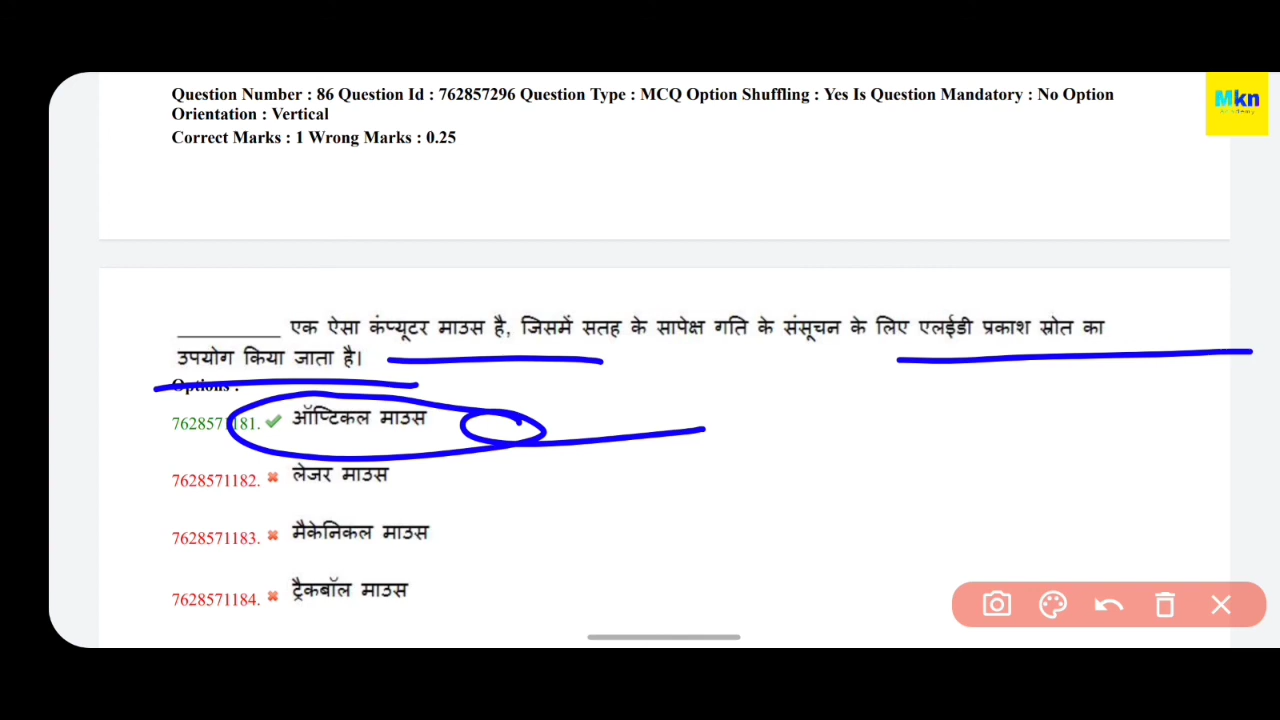 Question Number : 86 Question Id : 762857296 Question Type : MCQ Option Shuffling : Yes Is Question Mandatory : No Option
Orientation : Vertical
Correct Marks : 1 Wrong Marks : 0.25
Mkn
__________ एक ऐसा कंप्यूटर माउस है, जिसमें सतह के सापेक्ष गति के संसूचन के लिए एलईडी प्रकाश स्रोत का
उपयोग किया जाता है।
Options :
7628571181. ऑप्टिकल माउस
7628571182. लेजर माउस
7628571183. मैकेनिकल माउस
7628571184. ट्रैकबॉल माउस